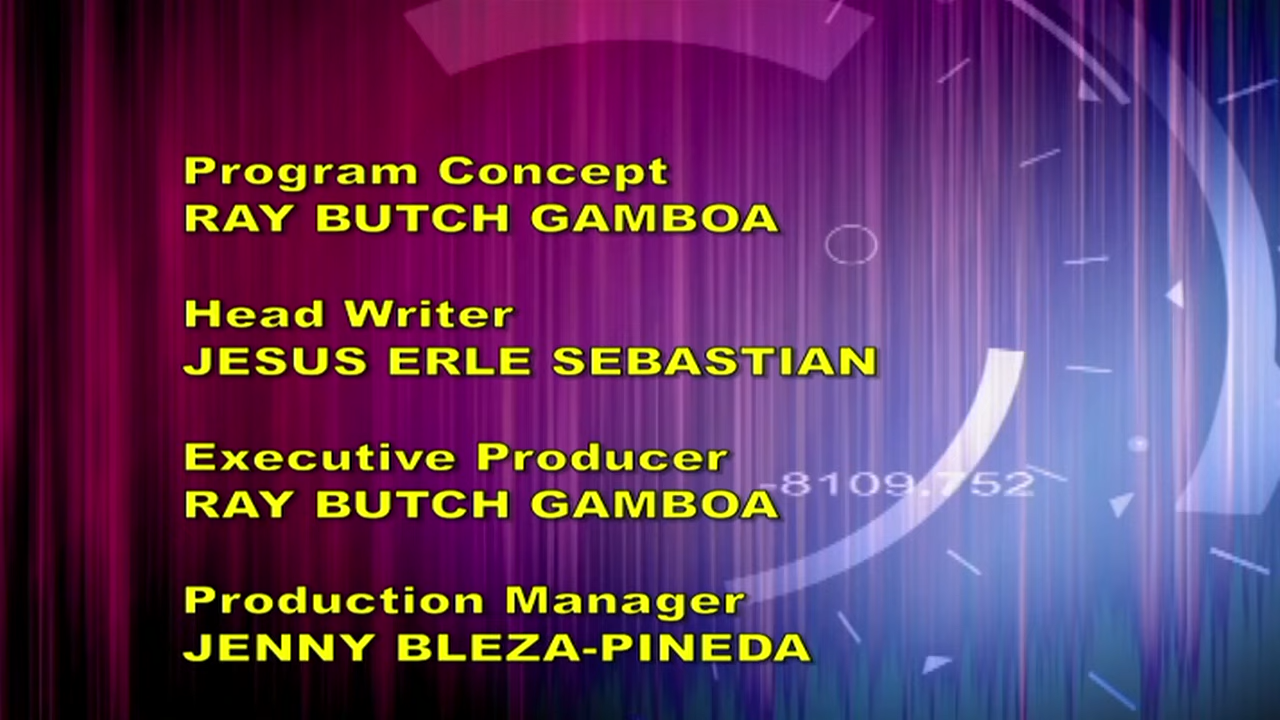 Program Concept
RAY BUTCH GAMBOA
Head Writer
JESUS ERLE SEBASTIAN
Executive Producer
RAY BUTCH GAMBOA
-8109.752
Production Manager
JENNY BLEZA-PINEDA